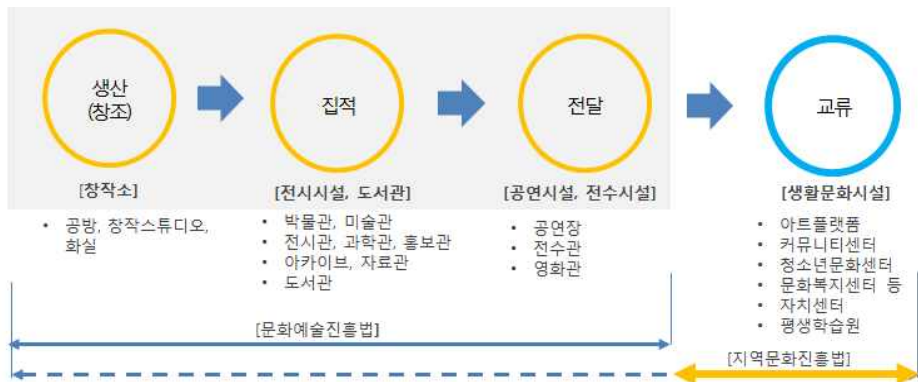 생산
(창조)
집적
전달
교류
[창작소]
[전시시설, 도서관]
[공연시설, 전수시설]
[생활문화시설]
• 공방, 창작스튜디오,
화실
• 박물관, 미술관
• 전시관, 과학관, 홍보관
• 아카이브, 자료관
• 도서관
• 공연장
• 전수관
• 영화관
• 아트플랫폼
• 커뮤니티센터
• 청소년문화센터
• 문화복지센터 등
• 자치센터
• 평생학습원
[문화예술진흥법]
[지역문화진흥법]